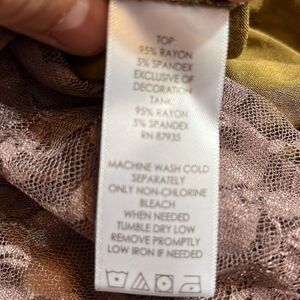 TOP:
95% RAYON
5% SPANDEX
EXCLUSIVE OF
DECORATION
TANK:
95% RAYON
5% SPANDEX
RN 87935
MACHINE WASH COLD
SEPARATELY
ONLY NON-CHLORINE
BLEACH
WHEN NEEDED
TUMBLE DRY LOW
REMOVE PROMPTLY
LOW IRON IF NEEDED